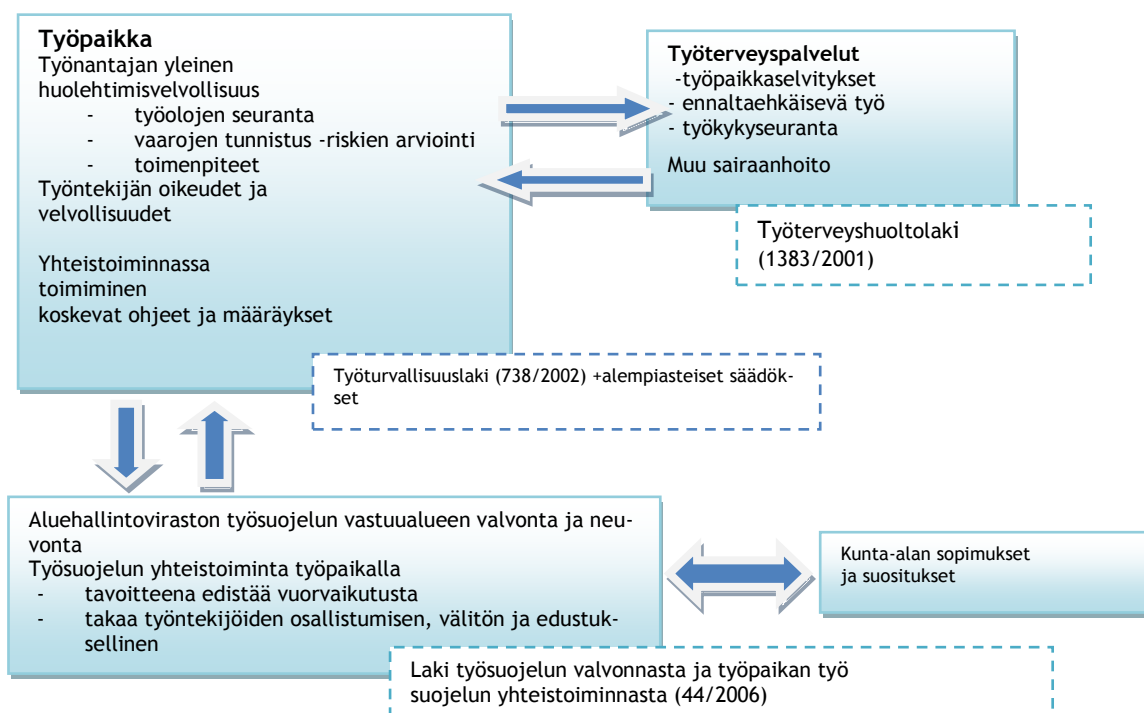 Työpaikka
Työnantajan yleinen
huolehtimisvelvollisuus
- työolojen seuranta
- vaarojen tunnistus -riskien arviointi
- toimenpiteet
Työntekijän oikeudet ja
velvollisuudet
Yhteistoiminnassa
toimiminen
koskevat ohjeet ja määräykset
Työterveyspalvelut
-työpaikkaselvitykset
- ennaltaehkäisevä työ
- työkykyseuranta
Muu sairaanhoito
Työterveyshuoltolaki
(1383/2001)
Työturvallisuuslaki (738/2002) +alempiasteiset säädök-
set
Aluehallintoviraston työsuojelun vastuualueen valvonta ja neu-
vonta
Työsuojelun yhteistoiminta työpaikalla
- tavoitteena edistää vuorvaikutusta
- takaa työntekijöiden osallistumisen, välitön ja edustuk-
sellinen
Kunta-alan sopimukset
ja suositukset
Laki työsuojelun valvonnasta ja työpaikan työ
suojelun yhteistoiminnasta (44/2006)